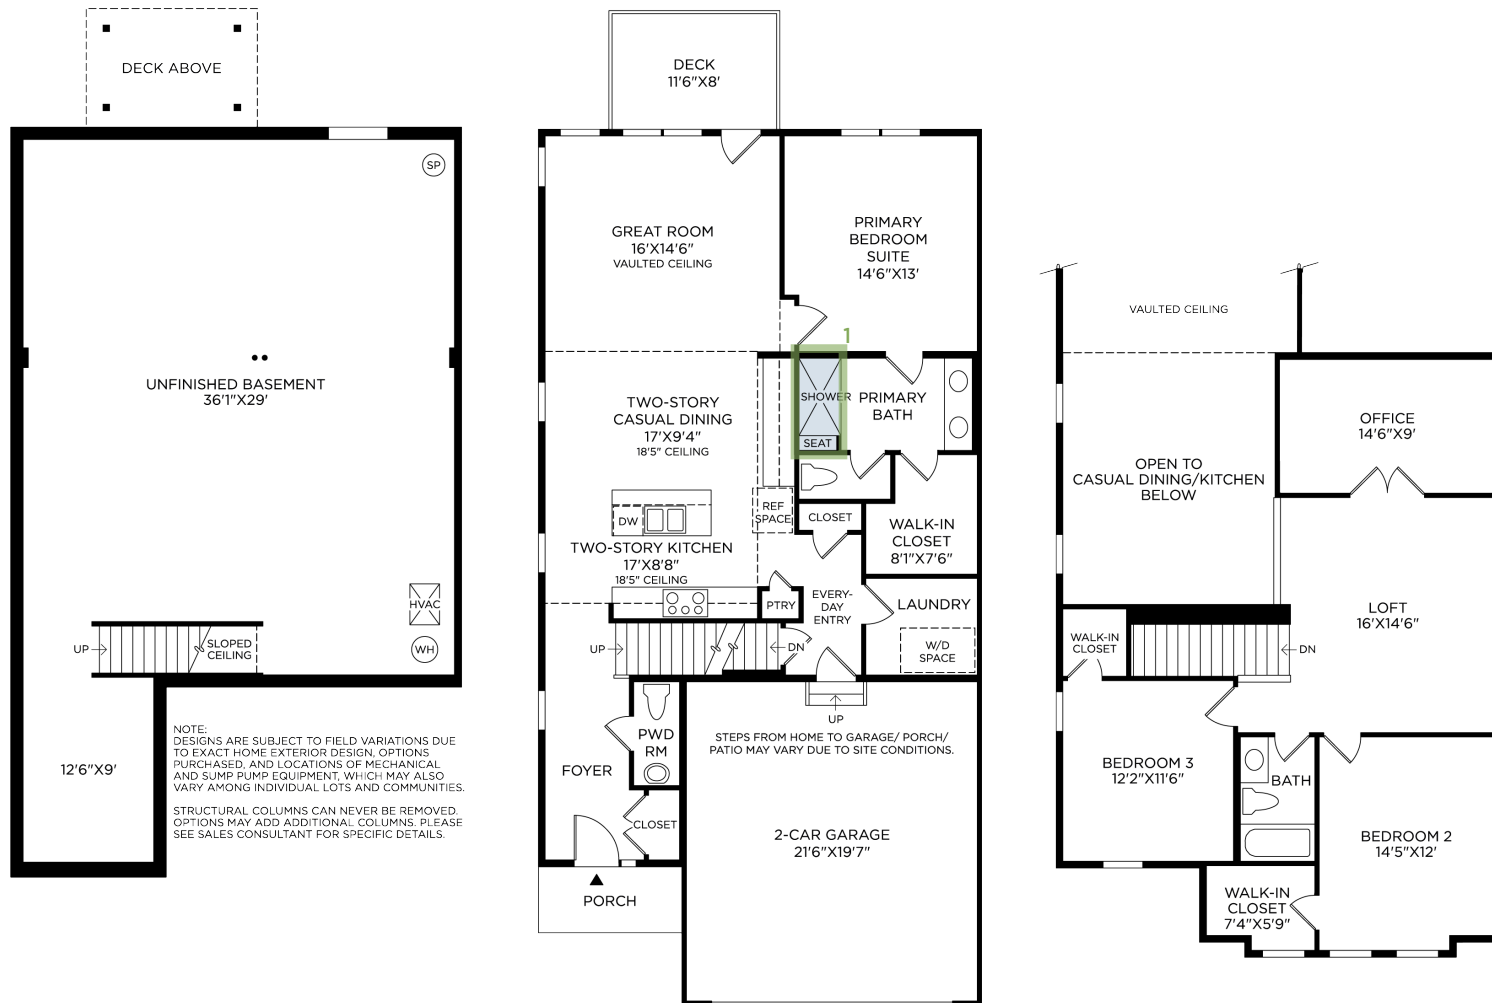 DECK ABOVE
SP
UNFINISHED BASEMENT
36'1"X29'
HVAC
WH
UP
SLOPED
CEILING
12'6"X9'
NOTE:
DESIGNS ARE SUBJECT TO FIELD VARIATIONS DUE
TO EXACT HOME EXTERIOR DESIGN, OPTIONS
PURCHASED, AND LOCATIONS OF MECHANICAL
AND SUMP PUMP EQUIPMENT, WHICH MAY ALSO
VARY AMONG INDIVIDUAL LOTS AND COMMUNITIES.
STRUCTURAL COLUMNS CAN NEVER BE REMOVED.
OPTIONS MAY ADD ADDITIONAL COLUMNS. PLEASE
SEE SALES CONSULTANT FOR SPECIFIC DETAILS.
DECK
11'6"X8'
GREAT ROOM
16'X14'6"
VAULTED CEILING
PRIMARY
BEDROOM
SUITE
14'6"X13'
1
SHOWER
SEAT
PRIMARY
BATH
TWO-STORY
CASUAL DINING
17'X9'4"
18'5" CEILING
REF
SPACE
DW
CLOSET
WALK-IN
CLOSET
8'1"X7'6"
TWO-STORY KITCHEN
17'X8'8"
18'5" CEILING
PTRY
EVERY-
DAY
ENTRY
LAUNDRY
W/D
SPACE
UP
DN
UP
STEPS FROM HOME TO GARAGE/ PORCH/
PATIO MAY VARY DUE TO SITE CONDITIONS.
PWD
RM
FOYER
CLOSET
2-CAR GARAGE
21'6"X19'7"
PORCH
VAULTED CEILING
OFFICE
14'6"X9'
OPEN TO
CASUAL DINING/KITCHEN
BELOW
LOFT
16'X14'6"
WALK-IN
CLOSET
DN
BEDROOM 3
12'2"X11'6"
BATH
BEDROOM 2
14'5"X12'
WALK-IN
CLOSET
7'4"X5'9"